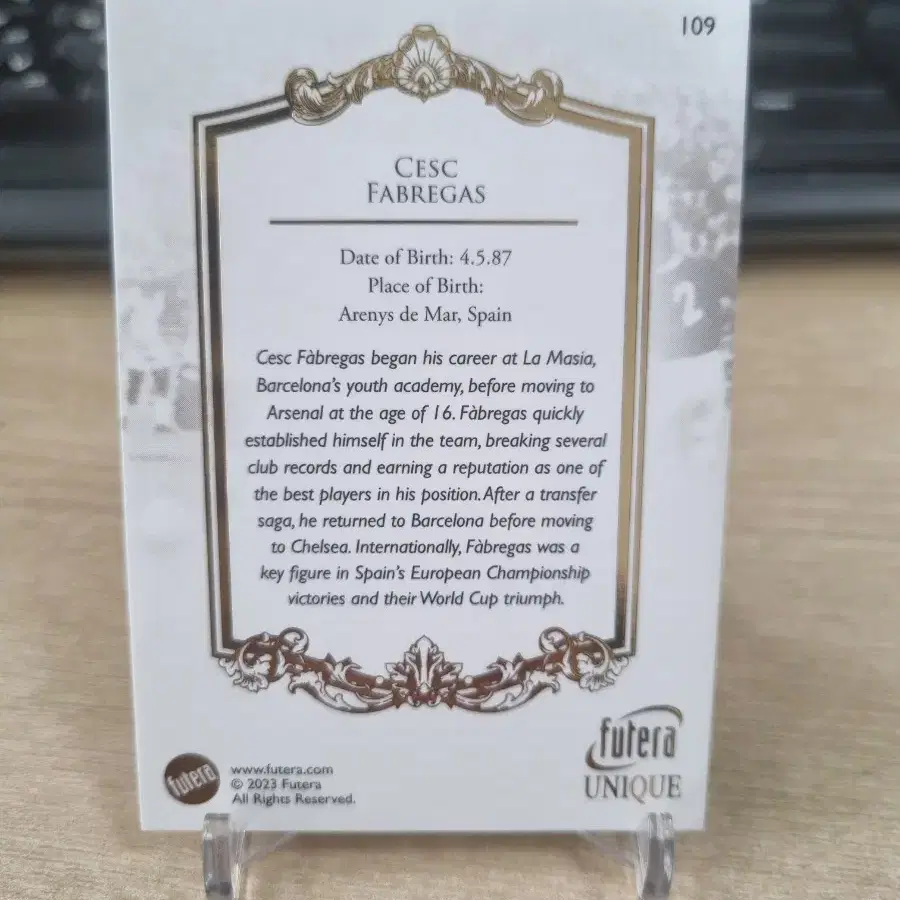 109
CESC
FABREGAS
Date of Birth: 4.5.87
Place of Birth:
Arenys de Mar, Spain
Cesc Fàbregas began his career at La Masia,
Barcelona's youth academy, before moving to
Arsenal at the age of 16. Fàbregas quickly
established himself in the team, breaking several
club records and earning a reputation as one of
the best players in his position. After a transfer
saga, he returned to Barcelona before moving
to Chelsea. Internationally, Fàbregas was a
key figure in Spain's European Championship
victories and their World Cup triumph.
futera
UNIQUE
futera
www.futera.com
© 2023 Futera
All Rights Reserved.